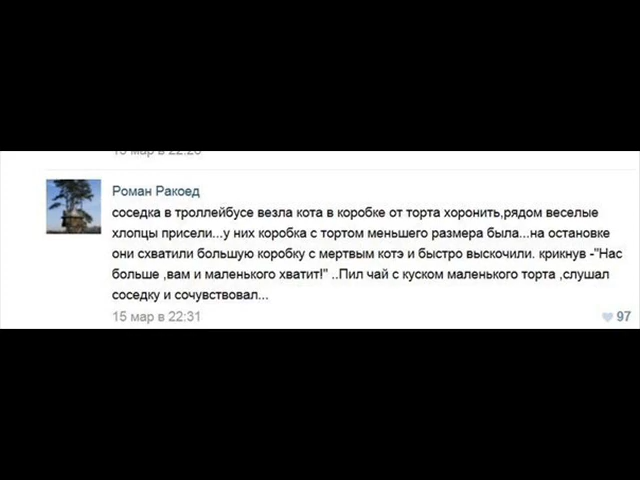 Роман Ракоед
соседка в троллейбусе везла кота в коробке от торта хоронить,рядом веселые
хлопцы присели...у них коробка с тортом меньшего размера была...на остановке
они схватили большую коробку с мертвым котэ и быстро выскочили. крикнув -"Нас
больше ,вам и маленького хватит!" ..Пил чай с куском маленького торта ,слушал
соседку и сочувствовал...
15 мар в 22:31
97